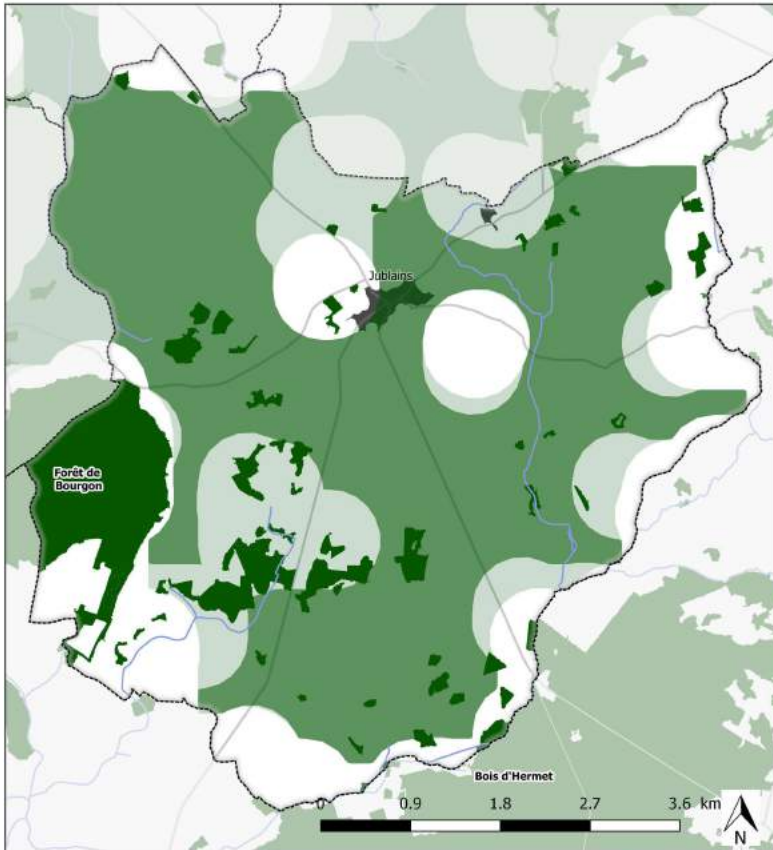 Jublains
Forêt de
Bourgon
Bois d'Hermet
0 0.9 1.8 2.7 3.6 km
N